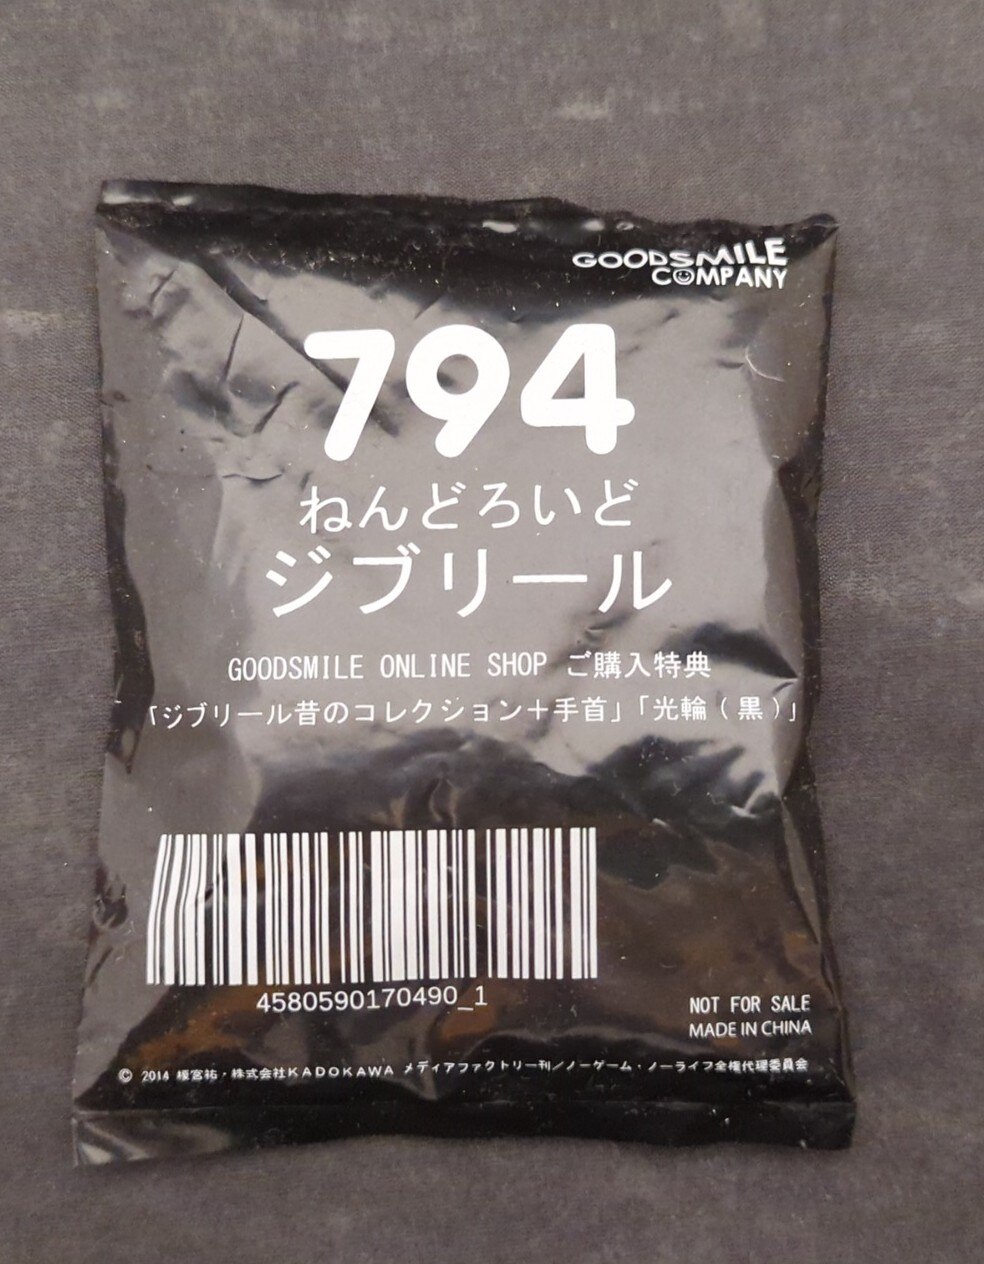 GOODSMILE
COMPANY
794
ねんどろいど
ジブリール
GOODSMILE ONLINE SHOP ご購入特典
「ジブリール昔のコレクション＋手首」「光輪(黒)」
4580590170490_1
NOT FOR SALE
MADE IN CHINA
© 2014 榎宮祐・株式会社KADOKAWA メディアファクトリー刊／ノーゲーム・ノーライフ全権代理委員会